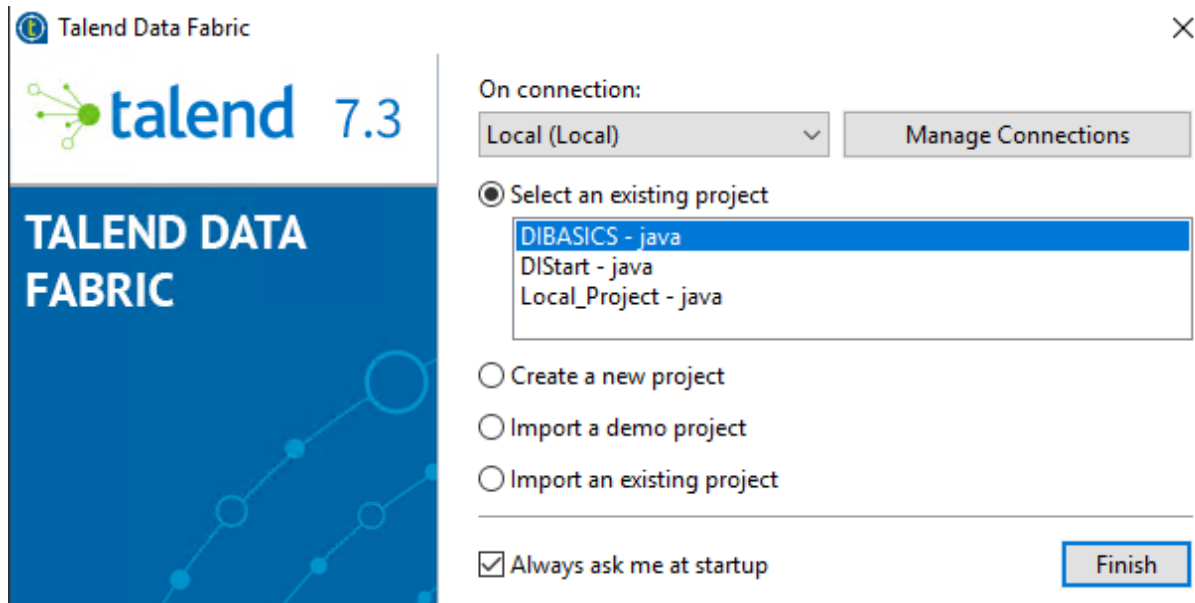 Talend Data Fabric
talend 7.3
TALEND DATA
FABRIC
On connection:
Local (Local)
Manage Connections
Select an existing project
DIBASICS - java
DIStart - java
Local_Project - java
Create a new project
Import a demo project
Import an existing project
Always ask me at startup
Finish